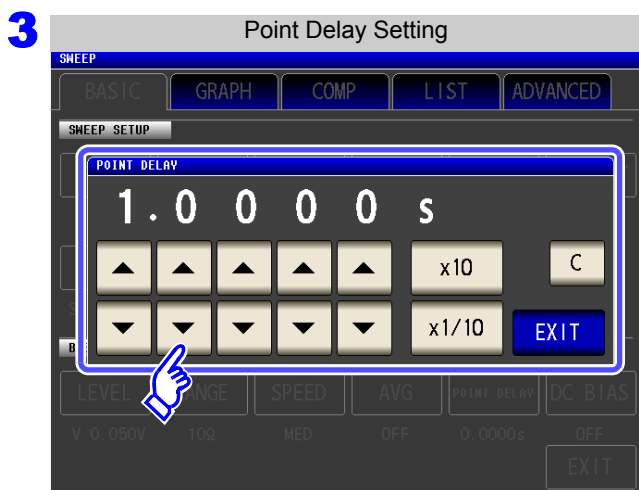 3
Point Delay Setting
SWEEP
BASIC GRAPH COMP LIST ADVANCED
SWEEP SETUP
POINT DELAY
1.0000 s
x10 C
x1/10 EXIT
LEVEL SPEED AVG POINT DELAY DC BIAS
V 0.050V 10Ω MED OFF 0.0000s OFF
EXIT